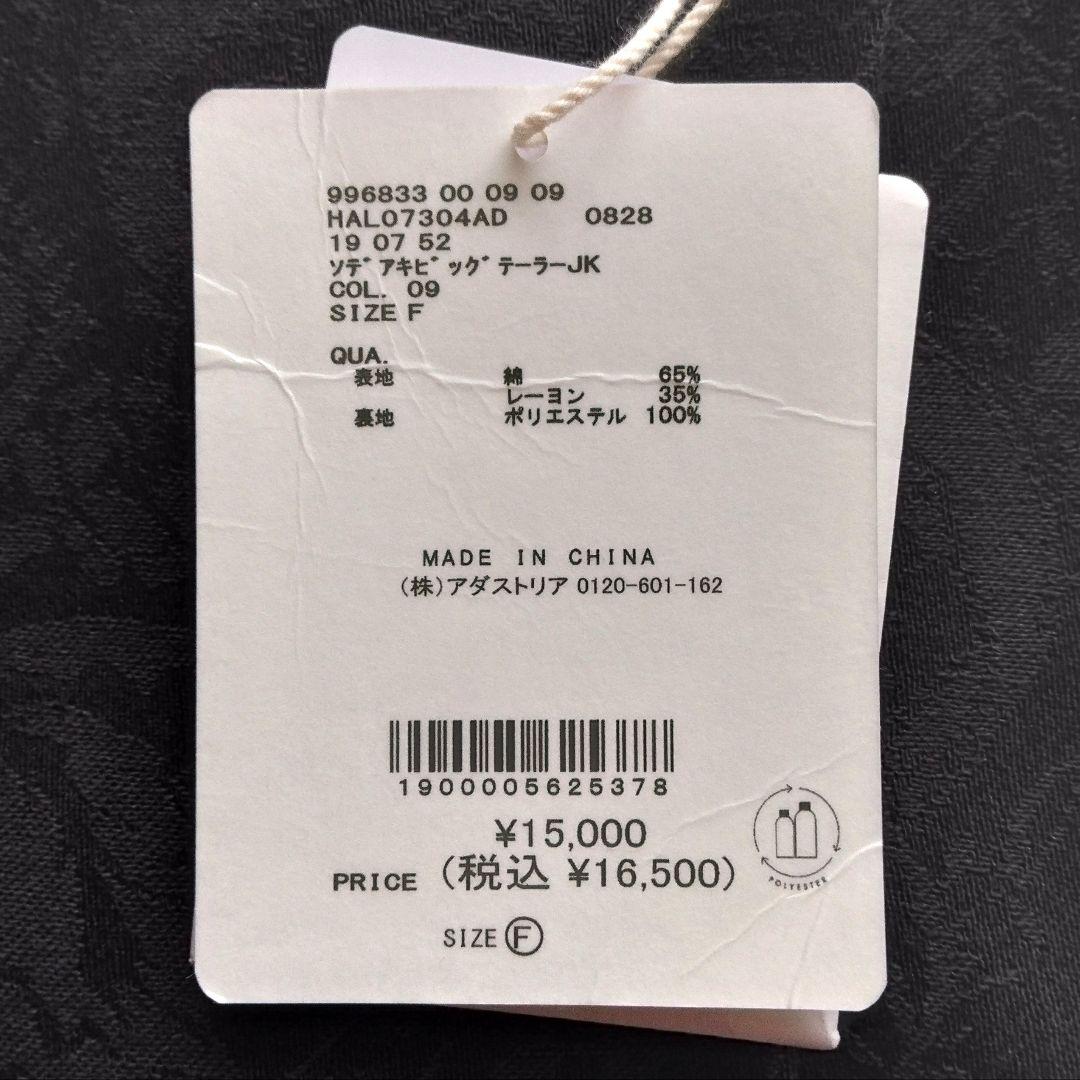 996833 00 09 09
HAL07304AD 0828
19 07 52
ソデﾞアキビﾞッグﾞテーラーJK
COL. 09
SIZE F
QUA.
表地 綿 65%
レーヨン 35%
裏地 ポリエステル 100%
MADE IN CHINA
(株)アダストリア 0120-601-162
1900005625378
¥15,000
PRICE (税込 ¥16,500)
POLYESTER
SIZE F